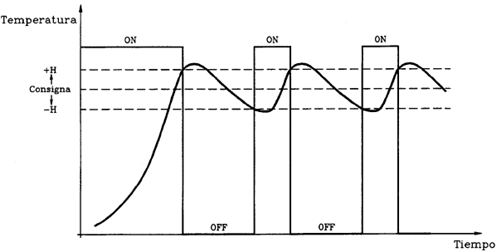 Temperatura
ON ON ON
+H
Consigna
-H
OFF OFF
Tiempo